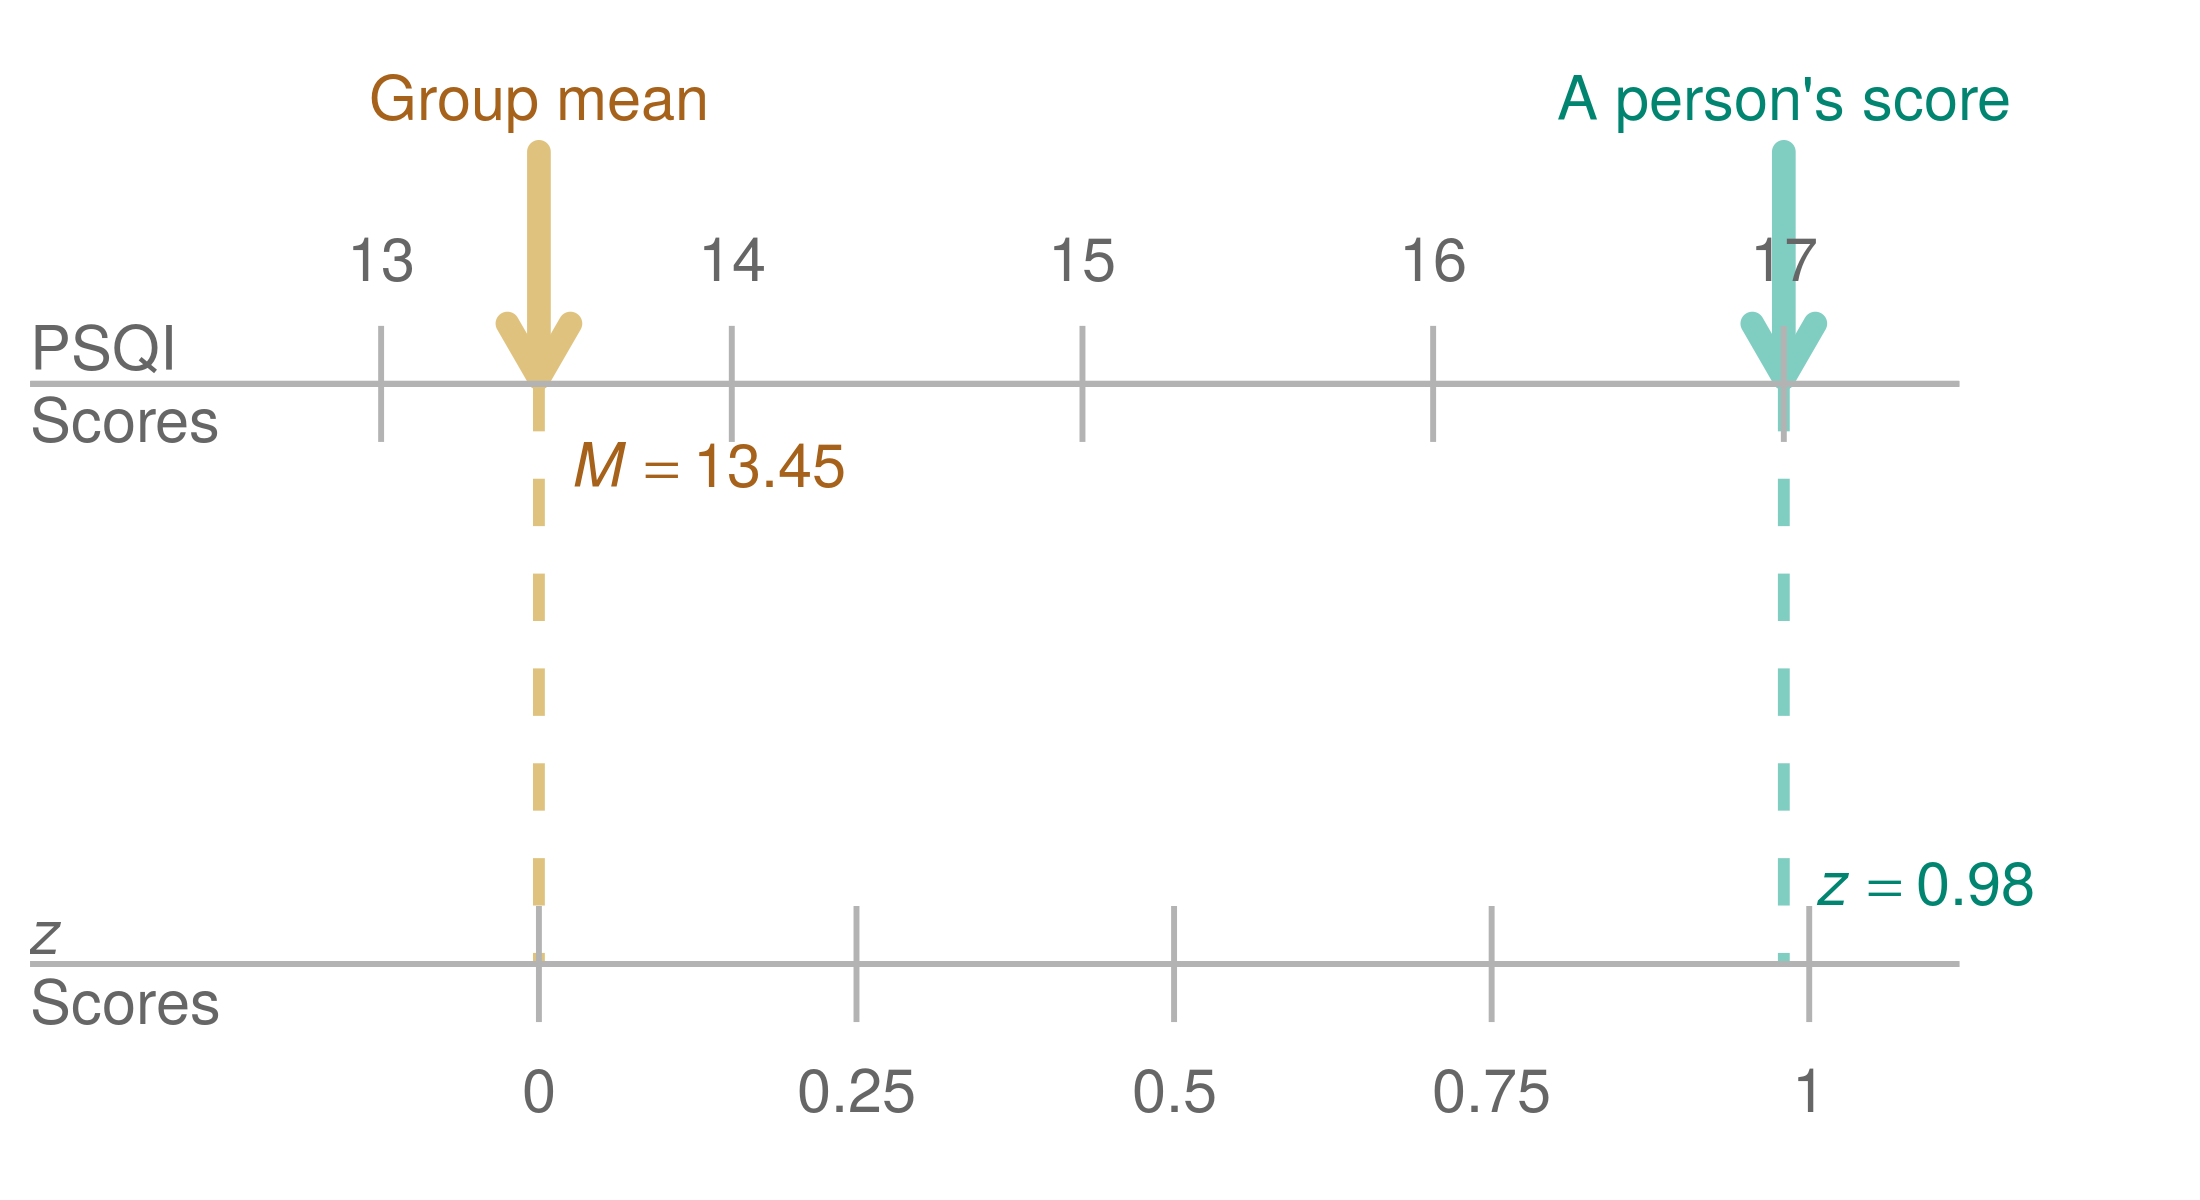 Group mean
A person's score
13
14
15
16
17
PSQI
Scores
M = 13.45
z = 0.98
z
Scores
0
0.25
0.5
0.75
1